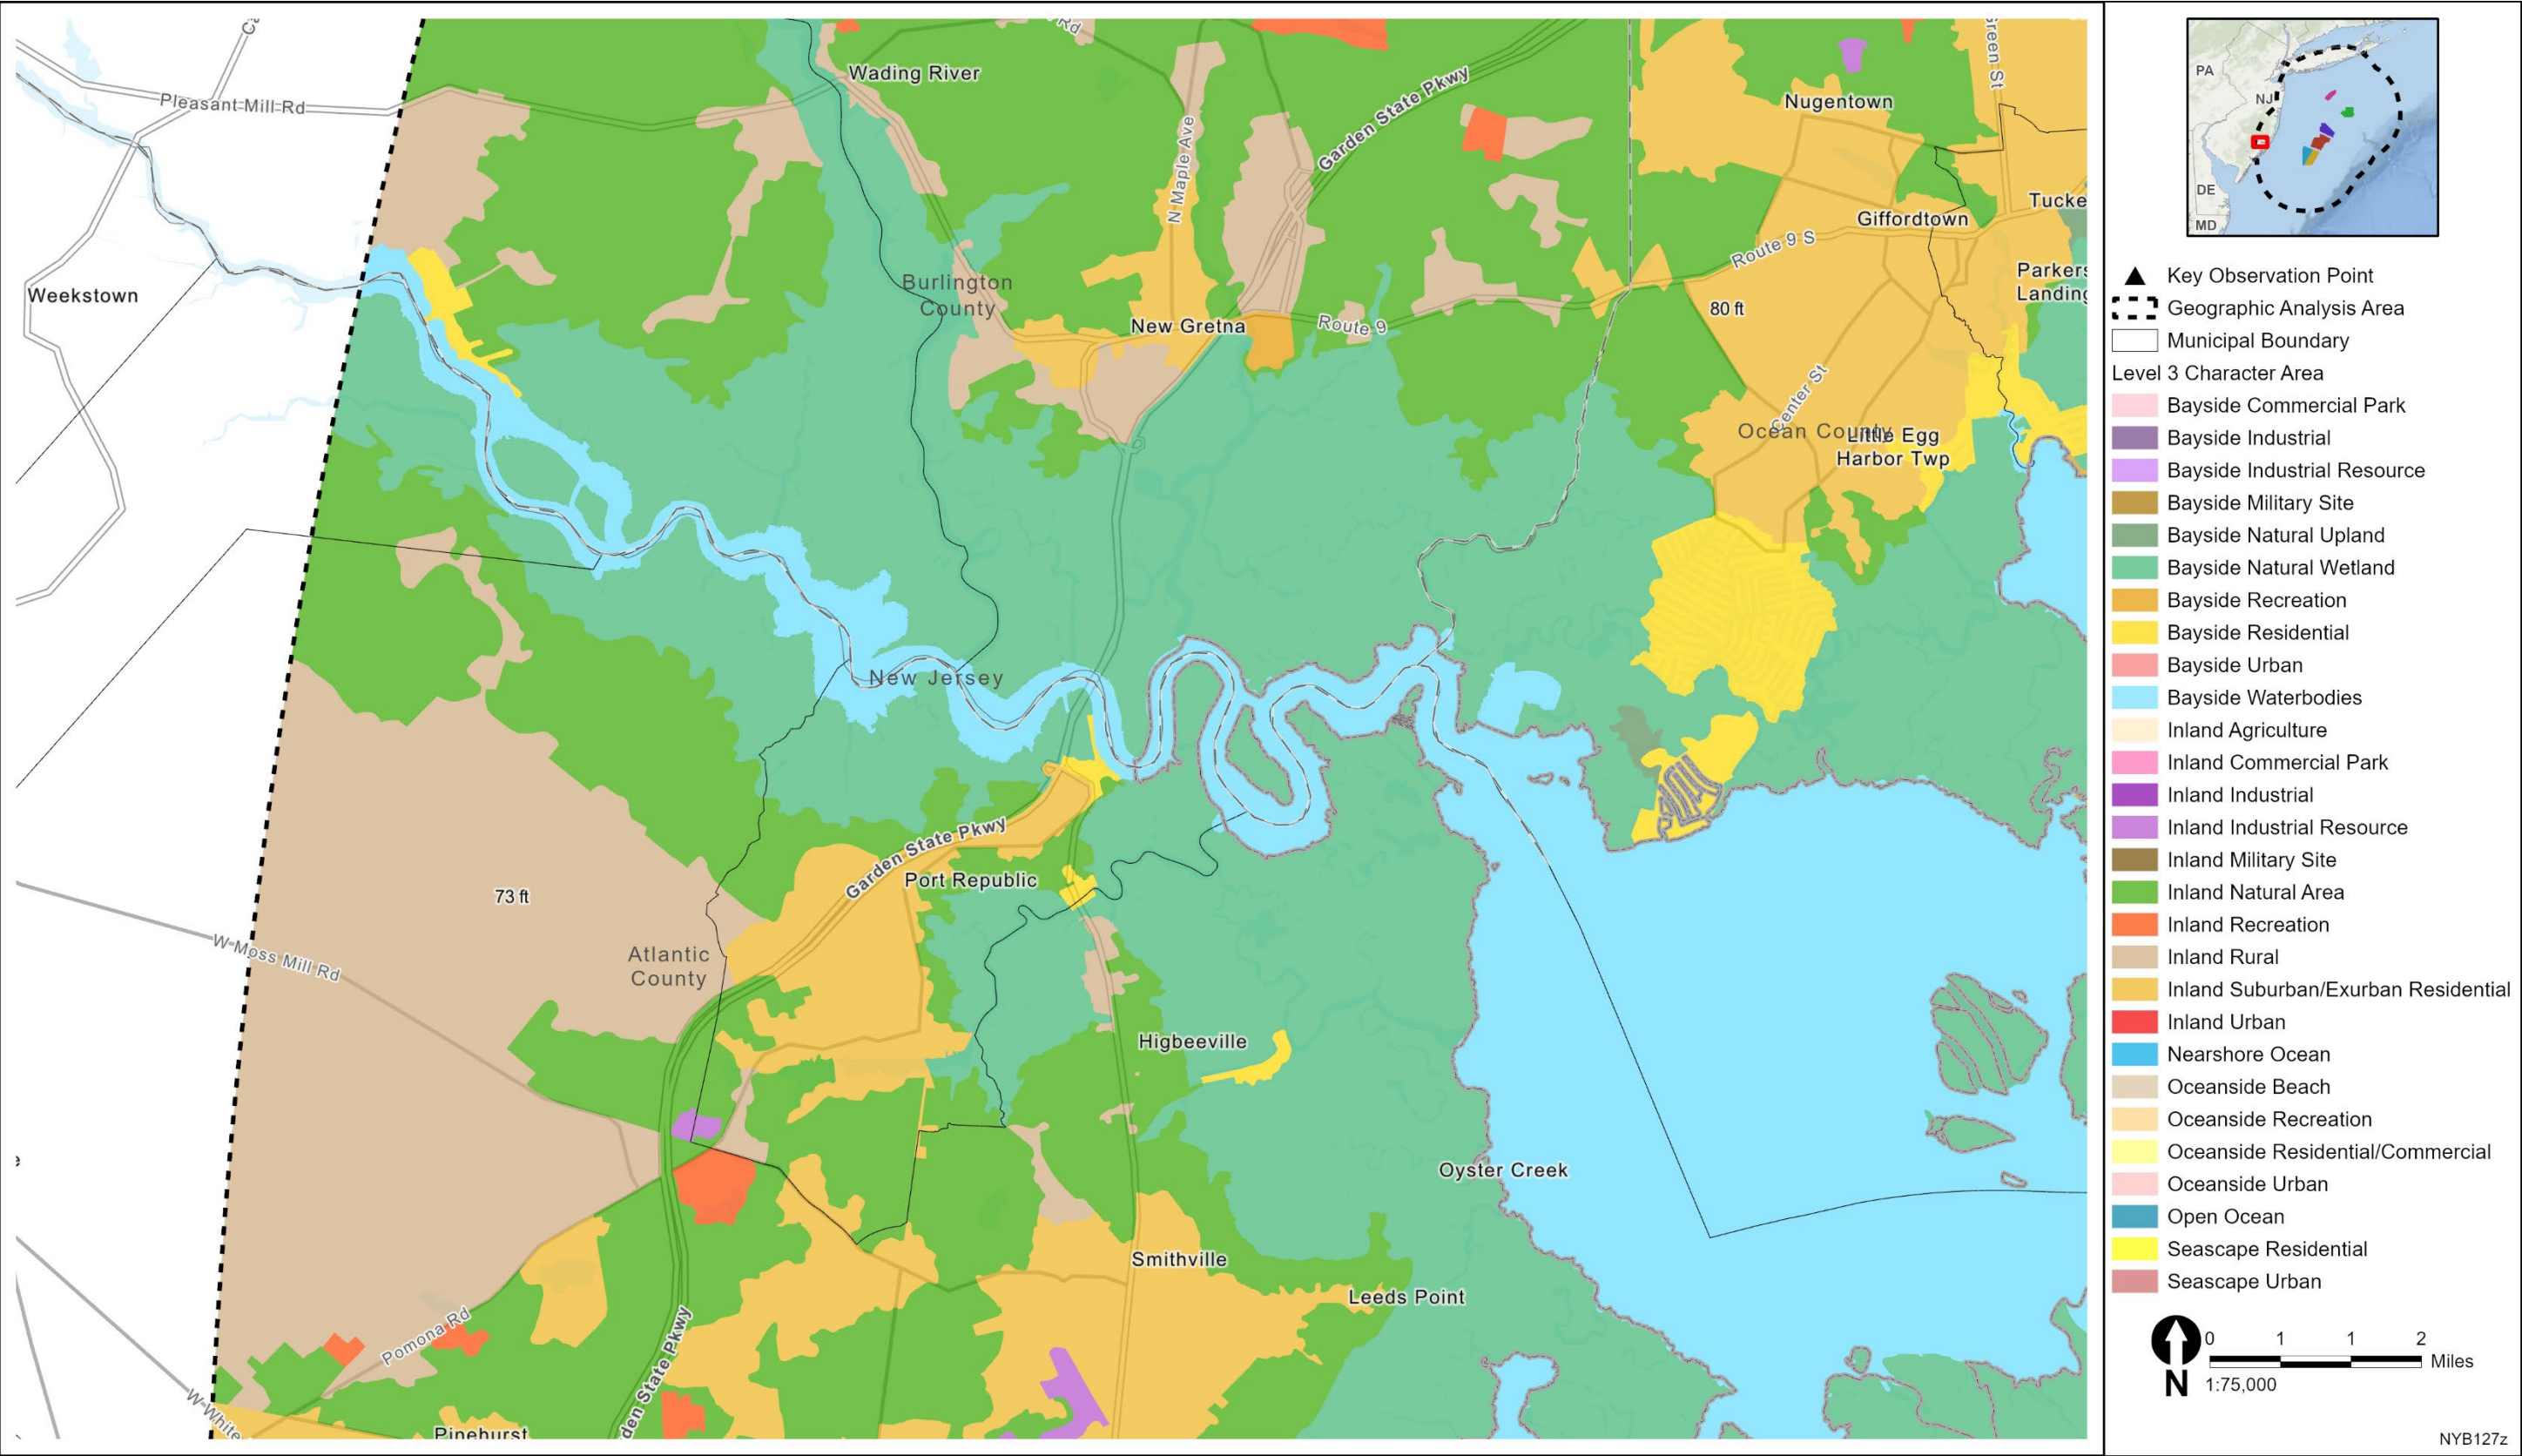 Rd
Green St
Wading River
Pleasant Mill Rd
Garden State Pkwy
Nugentown
N Maple Ave
Tucke
Giffordtown
Route 9 S
Burlington
County
Parkers
Landing
Weekstown
80 ft
New Gretna
Route 9
Center St
Ocean County
Little Egg
Harbor Twp
New Jersey
Garden State Pkwy
Port Republic
73 ft
W Moss Mill Rd
Atlantic
County
Higbeeville
Oyster Creek
Smithville
Leeds Point
Pomona Rd
den State Pkwy
W White
Pinehurst
PA
NJ
DE
MD
Key Observation Point
Geographic Analysis Area
Municipal Boundary
Level 3 Character Area
Bayside Commercial Park
Bayside Industrial
Bayside Industrial Resource
Bayside Military Site
Bayside Natural Upland
Bayside Natural Wetland
Bayside Recreation
Bayside Residential
Bayside Urban
Bayside Waterbodies
Inland Agriculture
Inland Commercial Park
Inland Industrial
Inland Industrial Resource
Inland Military Site
Inland Natural Area
Inland Recreation
Inland Rural
Inland Suburban/Exurban Residential
Inland Urban
Nearshore Ocean
Oceanside Beach
Oceanside Recreation
Oceanside Residential/Commercial
Oceanside Urban
Open Ocean
Seascape Residential
Seascape Urban
0 1 1 2
Miles
N
1:75,000
NYB127z